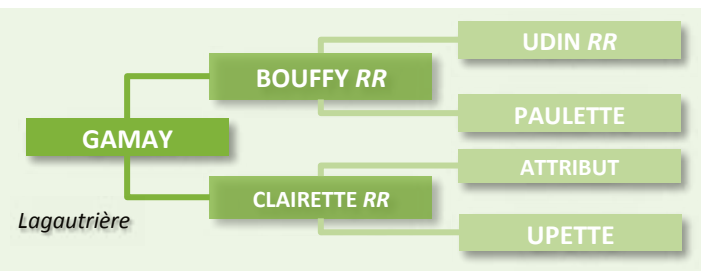 UDIN RR
BOUFFY RR
PAULETTE
GAMAY
ATTRIBUT
CLAIRETTE RR
Lagautrière
UPETTE